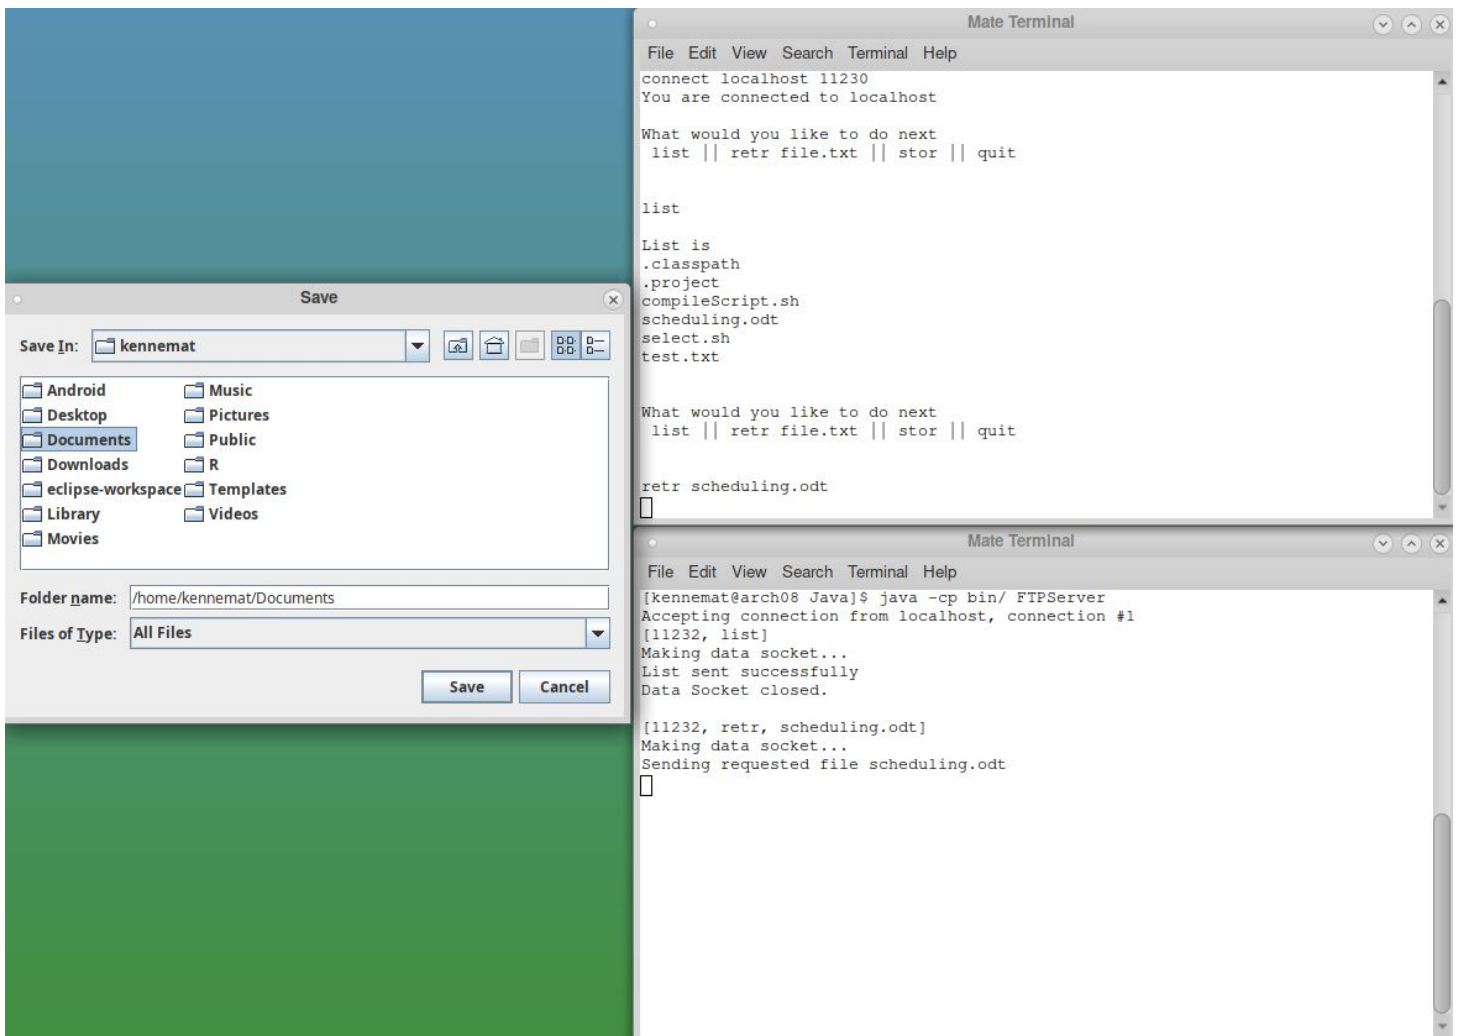 Mate Terminal
File Edit View Search Terminal Help
connect localhost 11230
You are connected to localhost
What would you like to do next
list || retr file.txt || stor || quit
list
List is
.classpath
.project
compileScript.sh
scheduling.odt
select.sh
test.txt
What would you like to do next
list || retr file.txt || stor || quit
retr scheduling.odt
Save
Save In: kennemat
Android Music
Desktop Pictures
Documents Public
Downloads R
eclipse-workspace Templates
Library Videos
Movies
Folder name: /home/kennemat/Documents
Files of Type: All Files
Save Cancel
Mate Terminal
File Edit View Search Terminal Help
[kennemat@arch08 Java]$ java -cp bin/ FTPServer
Accepting connection from localhost, connection #1
[11232, list]
Making data socket...
List sent successfully
Data Socket closed.
[11232, retr, scheduling.odt]
Making data socket...
Sending requested file scheduling.odt